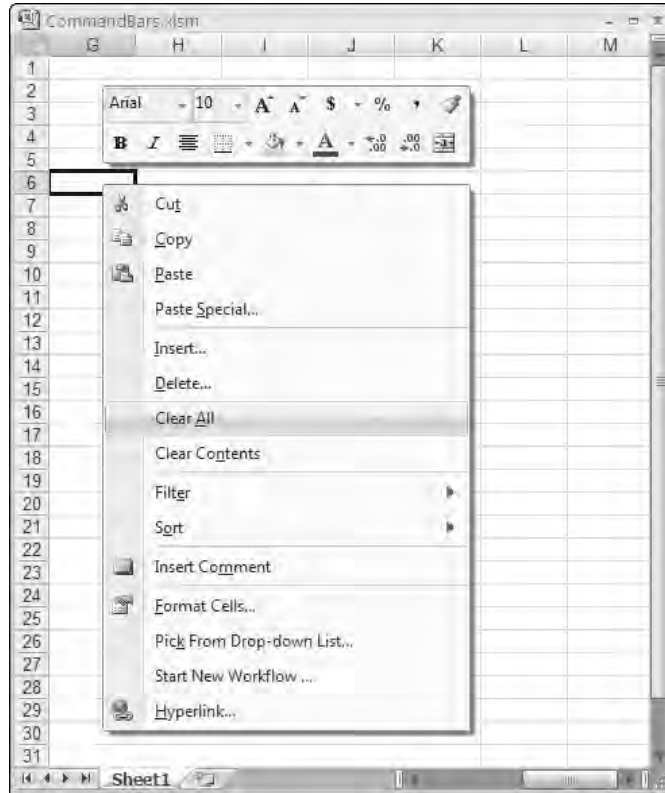 CommandBars.xlsm
G H I J K L M
1
2
3
4
5
6
7
8
9
10
11
12
13
14
15
16
17
18
19
20
21
22
23
24
25
26
27
28
29
30
31
Arial 10 A A $ % ,
B I A .0 .00 .00 .0
Cut
Copy
Paste
Paste Special...
Insert...
Delete...
Clear All
Clear Contents
Filter
Sort
Insert Comment
Format Cells...
Pick From Drop-down List...
Start New Workflow ...
Hyperlink...
Sheet1